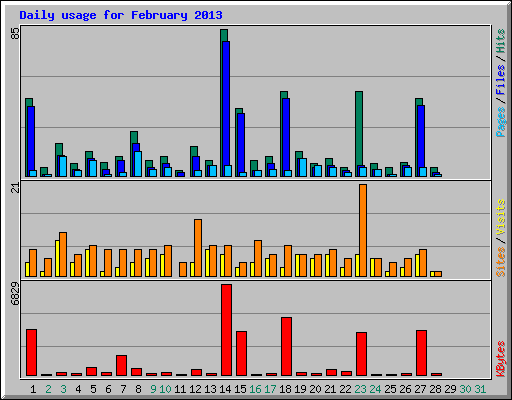 Daily usage for February 2013
85
Pages / Files / Hits
21
Sites / Visits
6829
KBytes
1 2 3 4 5 6 7 8 9 10 11 12 13 14 15 16 17 18 19 20 21 22 23 24 25 26 27 28 29 30 31